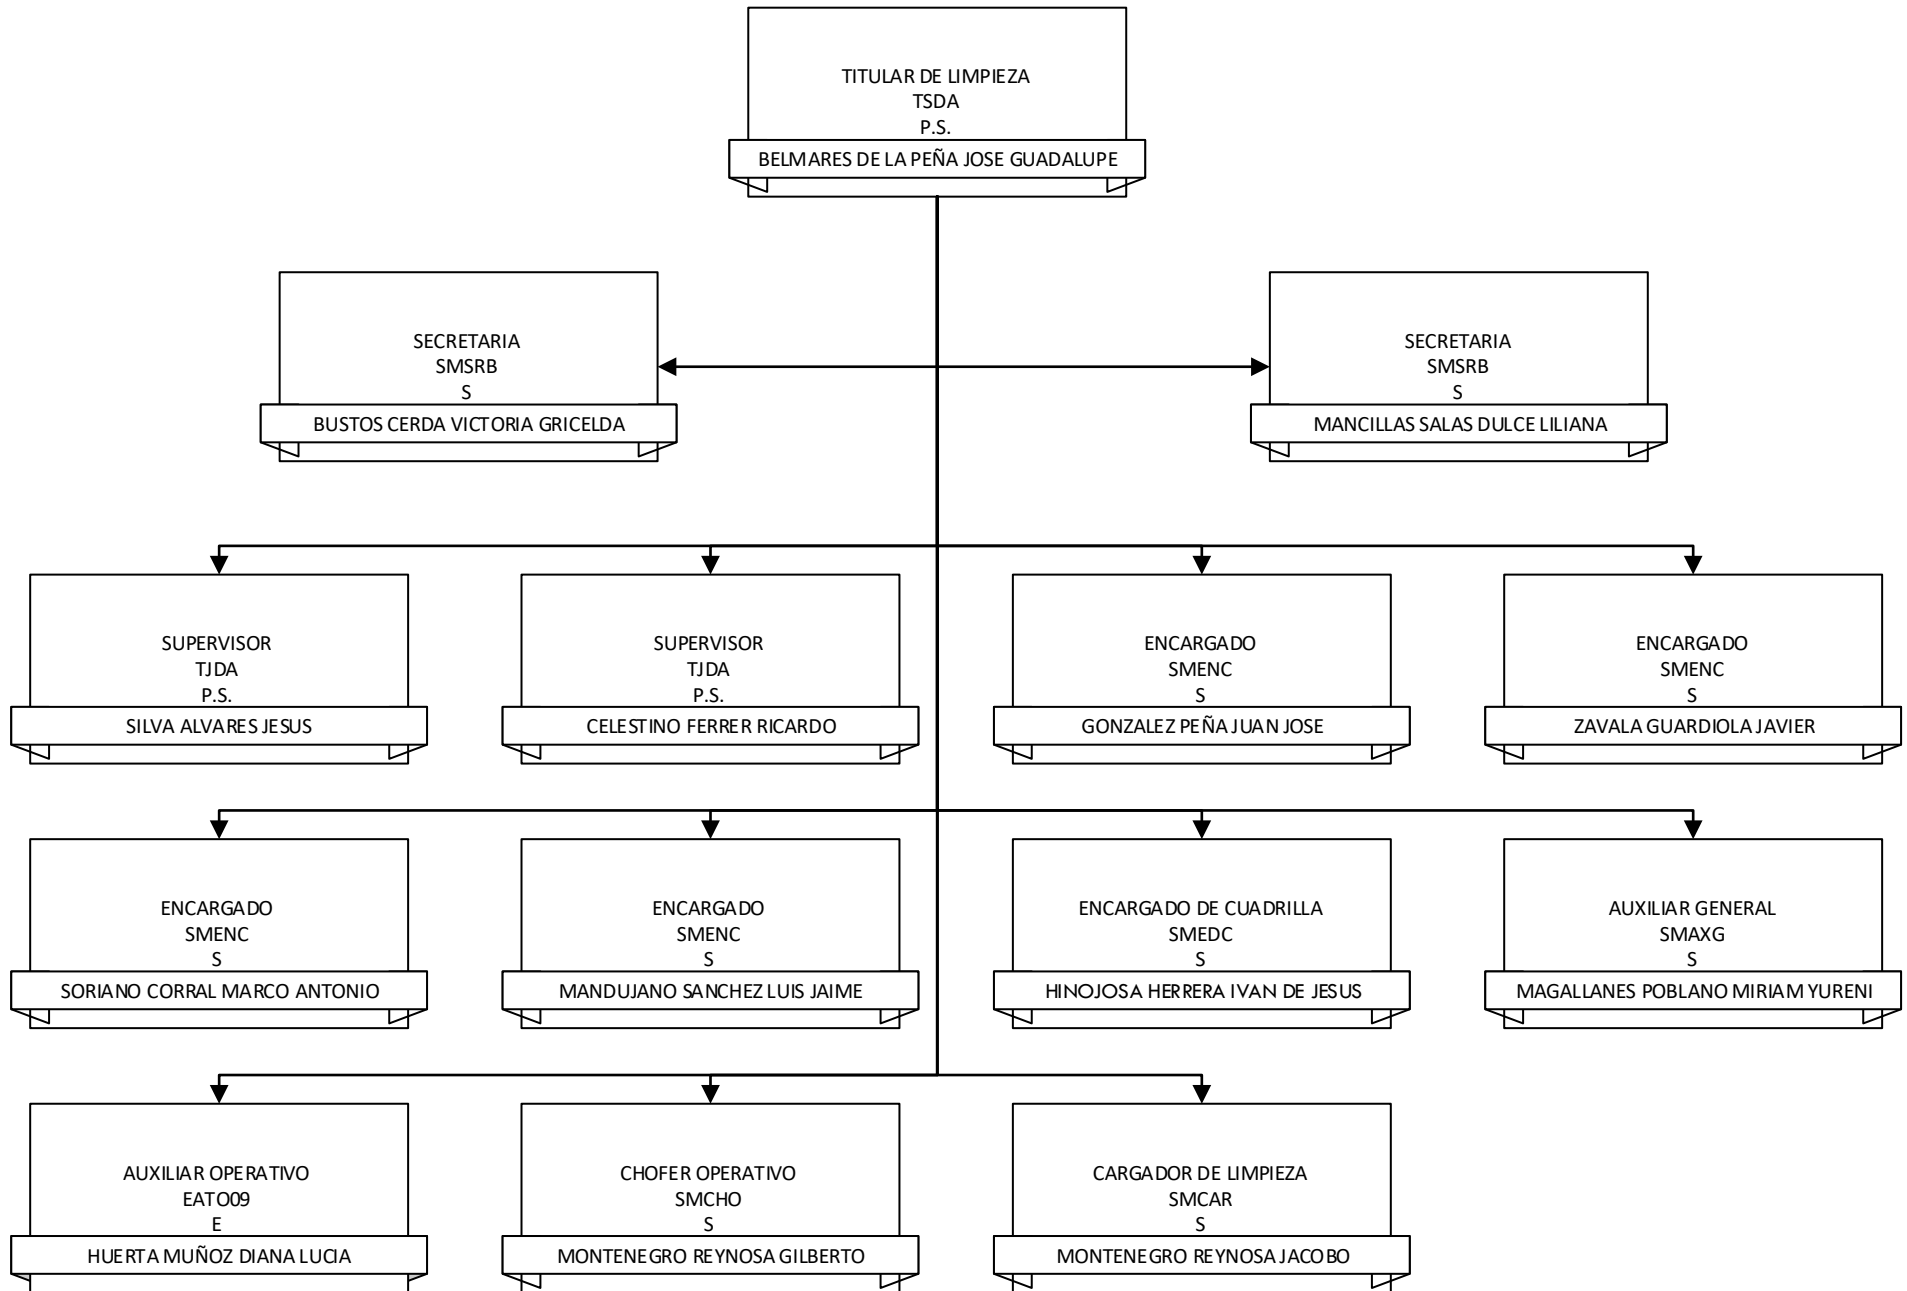 TITULAR DE LIMPIEZA
TSDA
P.S.
BELMARES DE LA PEÑA JOSE GUADALUPE
SECRETARIA
SMSRB
S
BUSTOS CERDA VICTORIA GRICELDA
SECRETARIA
SMSRB
S
MANCILLAS SALAS DULCE LILIANA
SUPERVISOR
TJDA
P.S.
SILVA ALVARES JESUS
SUPERVISOR
TJDA
P.S.
CELESTINO FERRER RICARDO
ENCARGADO
SMENC
S
GONZALEZ PEÑA JUAN JOSE
ENCARGADO
SMENC
S
ZAVALA GUARDIOLA JAVIER
ENCARGADO
SMENC
S
SORIANO CORRAL MARCO ANTONIO
ENCARGADO
SMENC
S
MANDUJANO SANCHEZ LUIS JAIME
ENCARGADO DE CUADRILLA
SMEDC
S
HINOJOSA HERRERA IVAN DE JESUS
AUXILIAR GENERAL
SMAXG
S
MAGALLANES POBLANO MIRIAM YURENI
AUXILIAR OPERATIVO
EATO09
E
HUERTA MUÑOZ DIANA LUCIA
CHOFER OPERATIVO
SMCHO
S
MONTENEGRO REYNOSA GILBERTO
CARGADOR DE LIMPIEZA
SMCAR
S
MONTENEGRO REYNOSA JACOBO